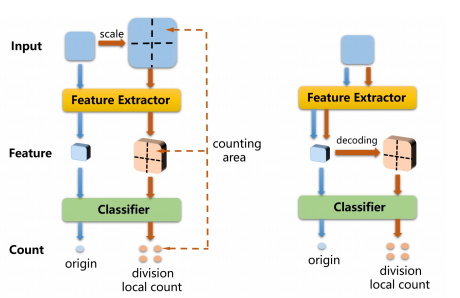 Input
scale
Feature Extractor
Feature
counting
area
Classifier
Count
origin
division
local count
Feature Extractor
decoding
Classifier
origin
division
local count